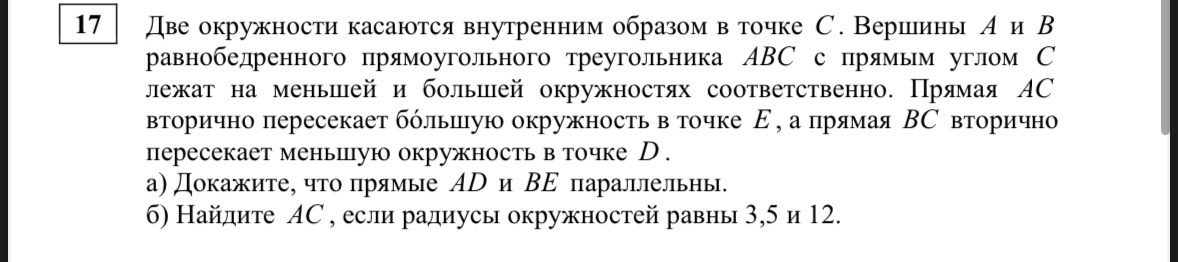 17 Две окружности касаются внутренним образом в точке C. Вершины A и B
равнобедренного прямоугольного треугольника ABC с прямым углом C
лежат на меньшей и большей окружностях соответственно. Прямая AC
вторично пересекает бо́льшую окружность в точке E, а прямая BC вторично
пересекает меньшую окружность в точке D.
а) Докажите, что прямые AD и BE параллельны.
б) Найдите AC, если радиусы окружностей равны 3,5 и 12.